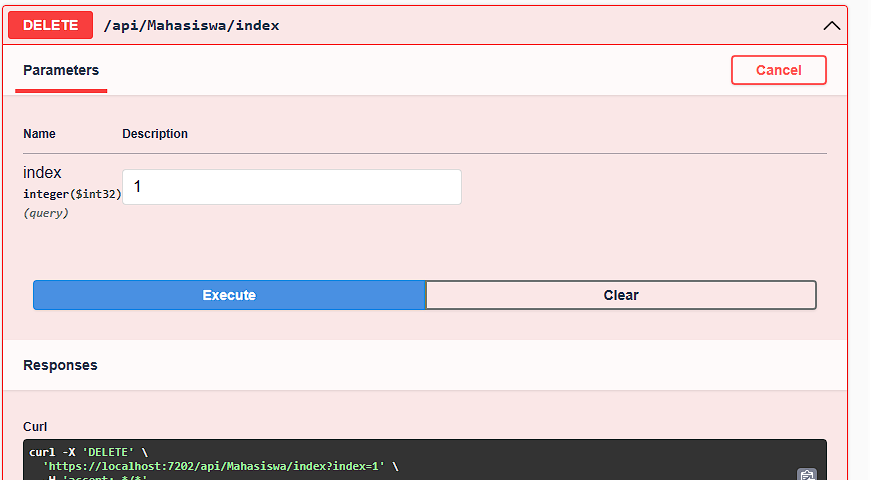 DELETE /api/Mahasiswa/index
Parameters Cancel
Name Description
index
integer($int32) 1
(query)
Execute Clear
Responses
Curl
curl -X 'DELETE' \
'https://localhost:7202/api/Mahasiswa/index?index=1' \
-H 'accept: */*'